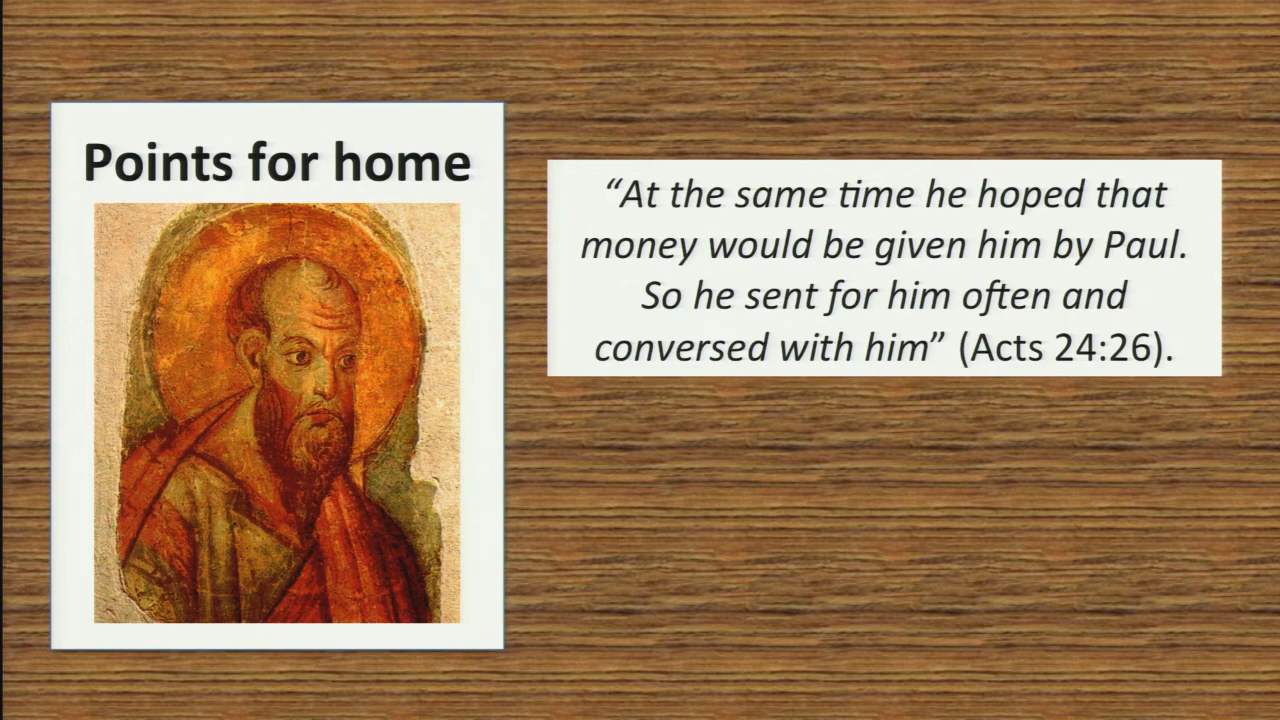 Points for home
“At the same time he hoped that
money would be given him by Paul.
So he sent for him often and
conversed with him” (Acts 24:26).